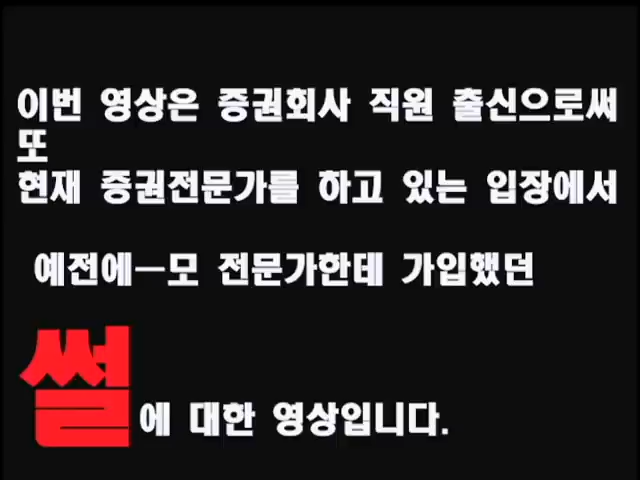 이번 영상은 증권회사 직원 출신으로써
또
현재 증권전문가를 하고 있는 입장에서
예전에ㅡ모 전문가한테 가입했던
썰에 대한 영상입니다.